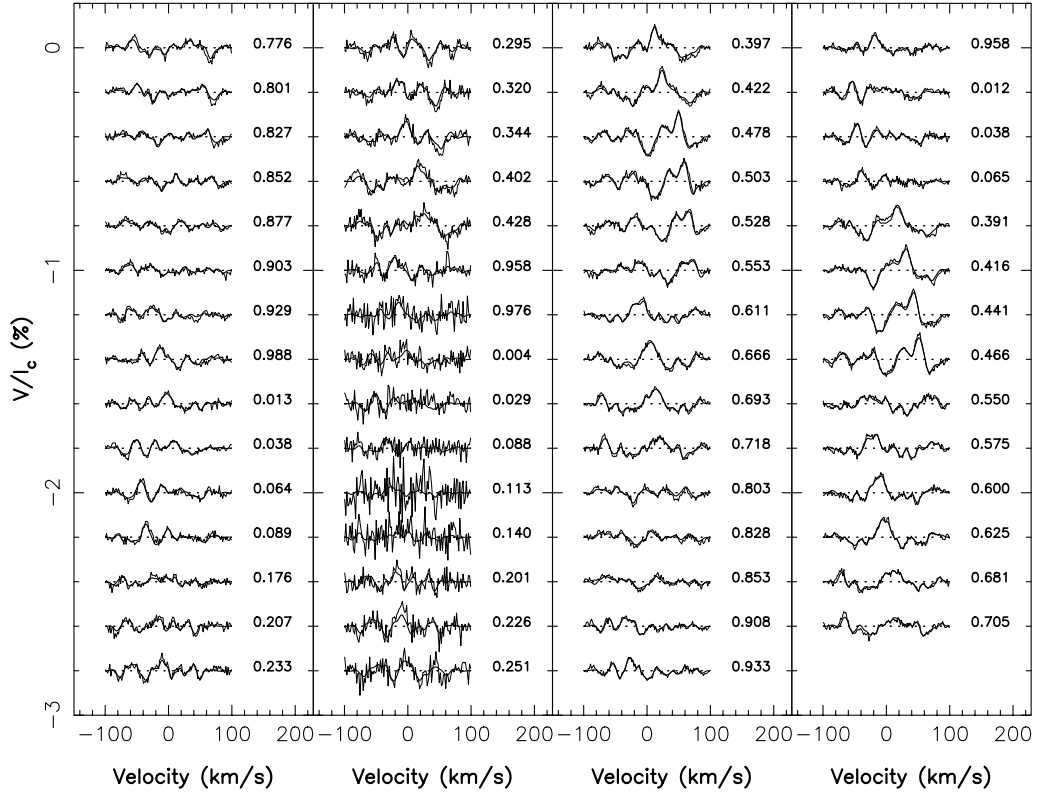 0 0.776 0.295 0.397 0.958
0.801 0.320 0.422 0.012
0.827 0.344 0.478 0.038
0.852 0.402 0.503 0.065
0.877 0.428 0.528 0.391
−1 0.903 0.958 0.553 0.416
0.929 0.976 0.611 0.441
V/Ic (%)
0.988 0.004 0.666 0.466
0.013 0.029 0.693 0.550
0.038 0.088 0.718 0.575
−2 0.064 0.113 0.803 0.600
0.089 0.140 0.828 0.625
0.176 0.201 0.853 0.681
0.207 0.226 0.908 0.705
0.233 0.251 0.933
−3
−100 0 100 200 −100 0 100 200 −100 0 100 200 −100 0 100 200
Velocity (km/s) Velocity (km/s) Velocity (km/s) Velocity (km/s)